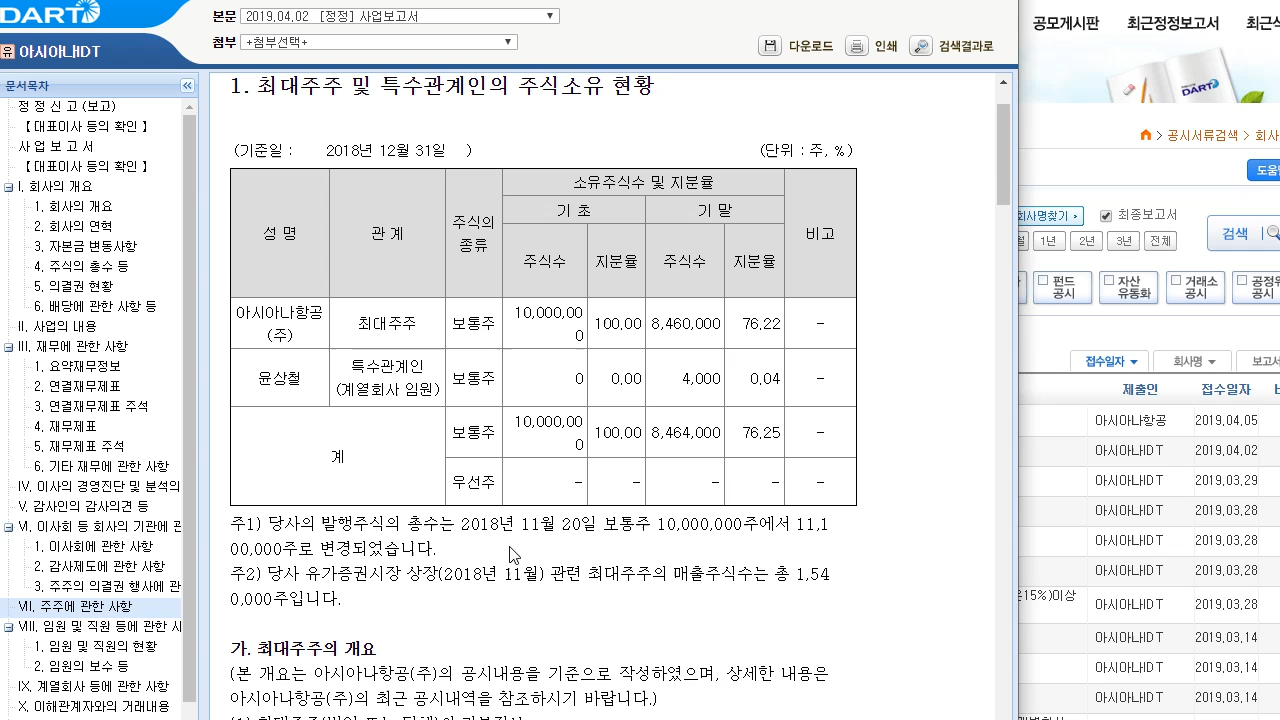 DART
본문 2019.04.02 [정정] 사업보고서
첨부 +첨부선택+
유 아시아나IDT
다운로드 인쇄 검색결과로
문서목차
정 정 신 고 (보고)
【 대표이사 등의 확인 】
사 업 보 고 서
【 대표이사 등의 확인 】
I. 회사의 개요
1. 회사의 개요
2. 회사의 연혁
3. 자본금 변동사항
4. 주식의 총수 등
5. 의결권 현황
6. 배당에 관한 사항 등
II. 사업의 내용
III. 재무에 관한 사항
1. 요약재무정보
2. 연결재무제표
3. 연결재무제표 주석
4. 재무제표
5. 재무제표 주석
6. 기타 재무에 관한 사항
IV. 이사의 경영진단 및 분석의
V. 감사인의 감사의견 등
VI. 이사회 등 회사의 기관에 관
1. 이사회에 관한 사항
2. 감사제도에 관한 사항
3. 주주의 의결권 행사에 관
VII. 주주에 관한 사항
VIII. 임원 및 직원 등에 관한 사
1. 임원 및 직원의 현황
2. 임원의 보수 등
IX. 계열회사 등에 관한 사항
X. 이해관계자와의 거래내용
1. 최대주주 및 특수관계인의 주식소유 현황
(기준일 : 2018년 12월 31일 ) (단위 : 주, %)
성 명 관 계 주식의 종류 소유주식수 및 지분율 비고
기 초 기 말
주식수 지분율 주식수 지분율
아시아나항공(주) 최대주주 보통주 10,000,000 100.00 8,460,000 76.22 -
윤상철 특수관계인(계열회사 임원) 보통주 0 0.00 4,000 0.04 -
계 보통주 10,000,000 100.00 8,464,000 76.25 -
우선주 - - - - -
주1) 당사의 발행주식의 총수는 2018년 11월 20일 보통주 10,000,000주에서 11,1
00,000주로 변경되었습니다.
주2) 당사 유가증권시장 상장(2018년 11월) 관련 최대주주의 매출주식수는 총 1,54
0,000주입니다.
가. 최대주주의 개요
(본 개요는 아시아나항공(주)의 공시내용을 기준으로 작성하였으며, 상세한 내용은
아시아나항공(주)의 최근 공시내역을 참조하시기 바랍니다.)
공모게시판 최근정정보고서 최근삭
DART
> 공시서류검색 > 회사
도움말
회사명찾기 최종보고서
1년 2년 3년 전체 검색
펀드 공시 자산 유동화 거래소 공시 공정위 공시
접수일자 회사명 보고서
제출인 접수일자
아시아나항공 2019.04.05
아시아나IDT 2019.04.02
아시아나IDT 2019.03.29
아시아나IDT 2019.03.28
아시아나IDT 2019.03.28
아시아나IDT 2019.03.28
15%)이상 아시아나IDT 2019.03.28
아시아나IDT 2019.03.14
아시아나IDT 2019.03.14
아시아나IDT 2019.03.14